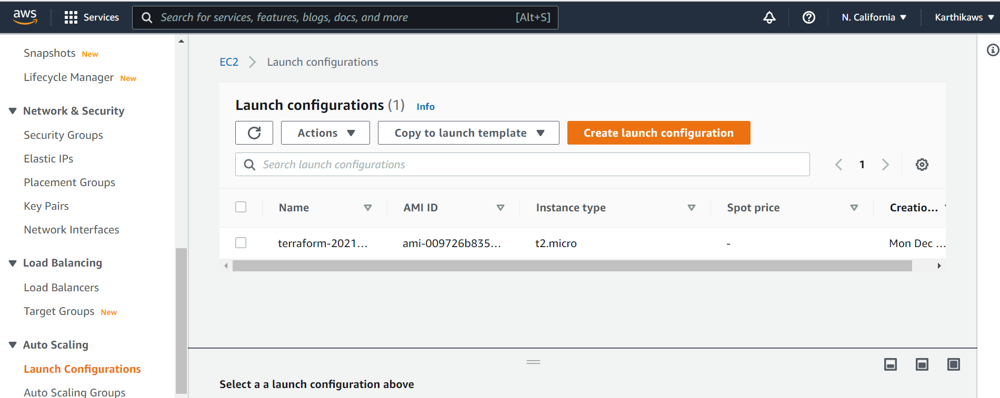 aws
Services
Search for services, features, blogs, docs, and more [Alt+S]
N. California
Karthikaws
Snapshots New
Lifecycle Manager New
Network & Security
Security Groups
Elastic IPs
Placement Groups
Key Pairs
Network Interfaces
Load Balancing
Load Balancers
Target Groups New
Auto Scaling
Launch Configurations
Auto Scaling Groups
EC2 Launch configurations
Launch configurations (1) Info
Actions Copy to launch template Create launch configuration
Search launch configurations
1
Name AMI ID Instance type Spot price Creatio...
terraform-2021... ami-009726b835... t2.micro - Mon Dec ...
Select a a launch configuration above